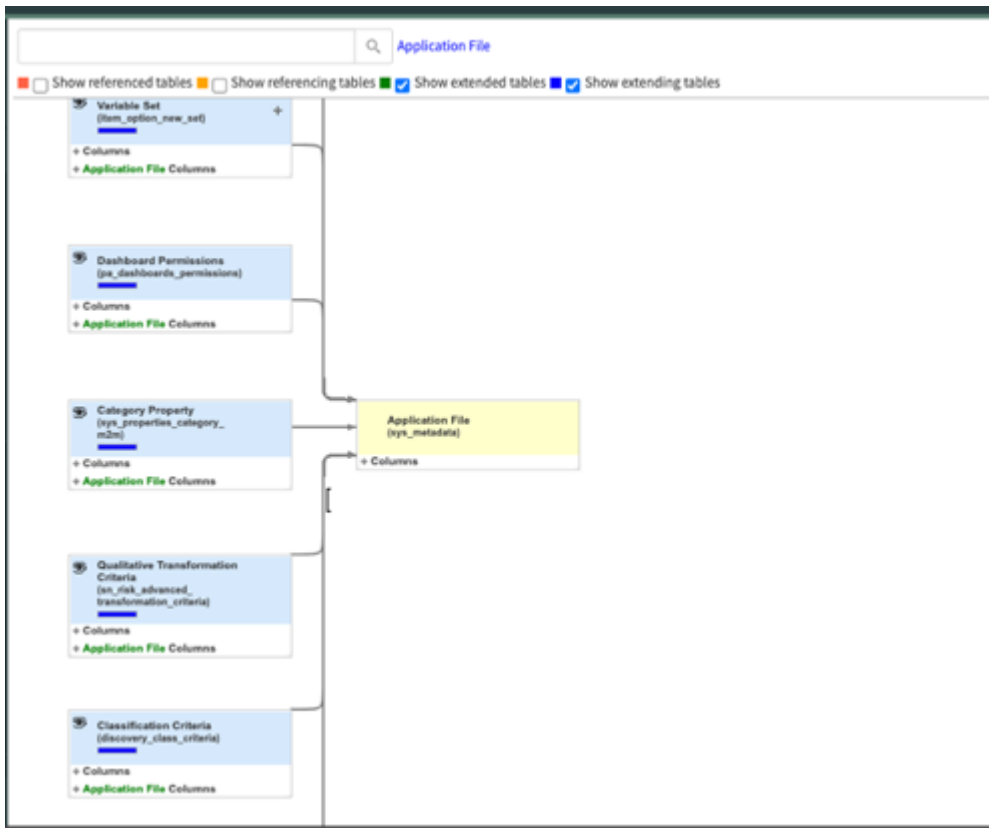 Application File
Show referenced tables Show referencing tables Show extended tables Show extending tables
Variable Set
(item_option_new_set)
+
+ Columns
+ Application File Columns
Dashboard Permissions
(pa_dashboards_permissions)
+ Columns
+ Application File Columns
Category Property
(sys_properties_category_
m2m)
+ Columns
+ Application File Columns
Application File
(sys_metadata)
+ Columns
Qualitative Transformation
Criteria
(sn_risk_advanced_
transformation_criteria)
+ Columns
+ Application File Columns
Classification Criteria
(discovery_class_criteria)
+ Columns
+ Application File Columns